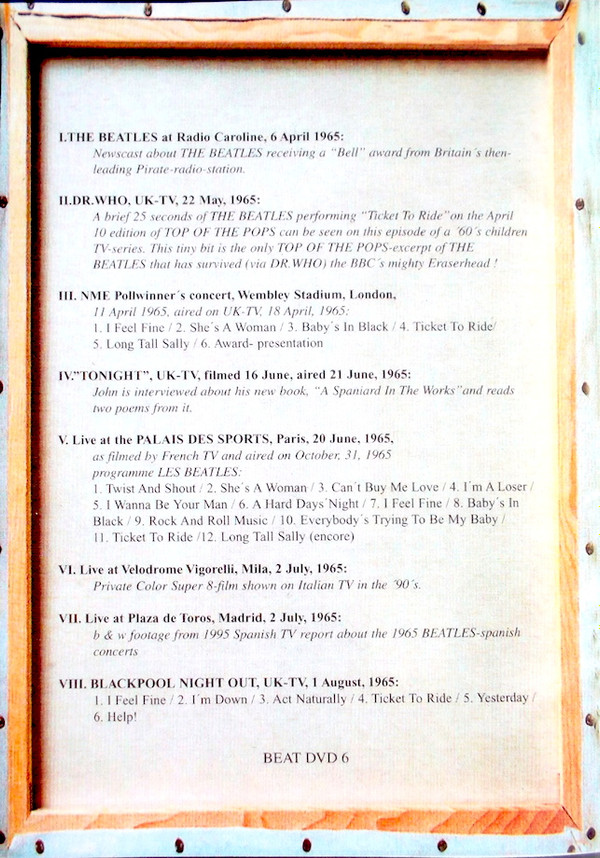 I.THE BEATLES at Radio Caroline, 6 April 1965:
Newscast about THE BEATLES receiving a "Bell" award from Britain´s then-
leading Pirate-radio-station.
II.DR.WHO, UK-TV, 22 May, 1965:
A brief 25 seconds of THE BEATLES performing "Ticket To Ride"on the April
10 edition of TOP OF THE POPS can be seen on this episode of a ´60´s children
TV-series. This tiny bit is the only TOP OF THE POPS-excerpt of THE
BEATLES that has survived (via DR.WHO) the BBC´s mighty Eraserhead !
III. NME Pollwinner´s concert, Wembley Stadium, London,
11 April 1965, aired on UK-TV, 18 April, 1965:
1. I Feel Fine / 2. She´s A Woman / 3. Baby´s In Black / 4. Ticket To Ride/
5. Long Tall Sally / 6. Award- presentation
IV."TONIGHT", UK-TV, filmed 16 June, aired 21 June, 1965:
John is interviewed about his new book, "A Spaniard In The Works"and reads
two poems from it.
V. Live at the PALAIS DES SPORTS, Paris, 20 June, 1965,
as filmed by French TV and aired on October, 31, 1965
programme LES BEATLES:
1. Twist And Shout / 2. She´s A Woman / 3. Can´t Buy Me Love / 4. I´m A Loser /
5. I Wanna Be Your Man / 6. A Hard Days´Night / 7. I Feel Fine / 8. Baby´s In
Black / 9. Rock And Roll Music / 10. Everybody´s Trying To Be My Baby /
11. Ticket To Ride /12. Long Tall Sally (encore)
VI. Live at Velodrome Vigorelli, Mila, 2 July, 1965:
Private Color Super 8-film shown on Italian TV in the ´90´s.
VII. Live at Plaza de Toros, Madrid, 2 July, 1965:
b & w footage from 1995 Spanish TV report about the 1965 BEATLES-spanish
concerts
VIII. BLACKPOOL NIGHT OUT, UK-TV, 1 August, 1965:
1. I Feel Fine / 2. I´m Down / 3. Act Naturally / 4. Ticket To Ride / 5. Yesterday /
6. Help!
BEAT DVD 6